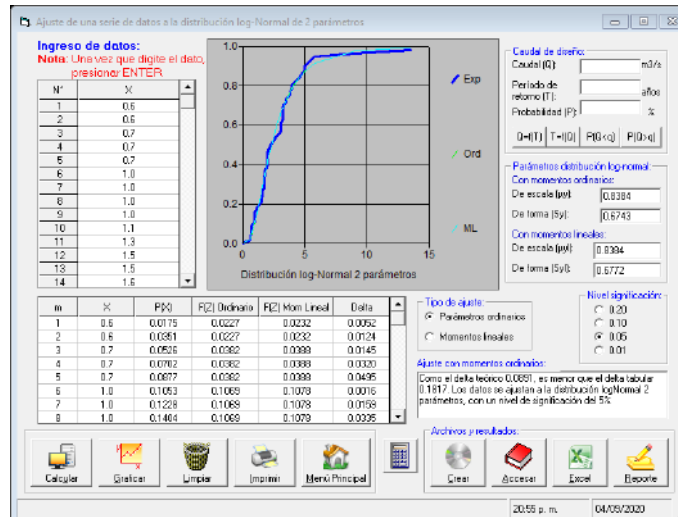 Ajuste de una serie de datos a la distribución log-Normal de 2 parámetros
Ingreso de datos:
Nota: Una vez que digite el dato,
presionar ENTER
N° X
1 0.6
2 0.6
3 0.7
4 0.7
5 0.7
6 1.0
7 1.0
8 1.0
9 1.0
10 1.1
11 1.3
12 1.5
13 1.5
14 1.6
1.0
0.8
0.6
0.4
0.2
0.0
0 5 10 15
Exp
Ord
ML
Distribución log-Normal 2 parámetros
Caudal de diseño:
Caudal (Q): m3/s
Período de
retorno (T): años
Probabilidad (P): %
Q=f(T) T=f(Q) P(Q<q) P(Q>q)
Parámetros distribución log-normal:
Con momentos ordinarios:
De escala (µy): 0.8384
De forma (Sy): 0.6743
Con momentos lineales:
De escala (µyl): 0.8384
De forma (Syl): 0.6772
m X P(X) F(Z) Ordinario F(Z) Mom Lineal Delta
1 0.6 0.0175 0.0227 0.0232 0.0052
2 0.6 0.0351 0.0227 0.0232 0.0124
3 0.7 0.0526 0.0382 0.0388 0.0145
4 0.7 0.0702 0.0382 0.0388 0.0320
5 0.7 0.0877 0.0382 0.0388 0.0495
6 1.0 0.1053 0.1069 0.1078 0.0016
7 1.0 0.1228 0.1069 0.1078 0.0159
8 1.0 0.1404 0.1069 0.1078 0.0335
Tipo de ajuste:
Parámetros ordinarios
Momentos lineales
Nivel significación:
0.20
0.10
0.05
0.01
Ajuste con momentos ordinarios:
Como el delta teórico 0.0891, es menor que el delta tabular
0.1817. Los datos se ajustan a la distribución logNormal 2
parámetros, con un nivel de significación del 5%
Archivos y resultados:
Calcular Graficar Limpiar Imprimir Menú Principal Crear Accesar Excel Reporte
20:55 p. m. 04/09/2020